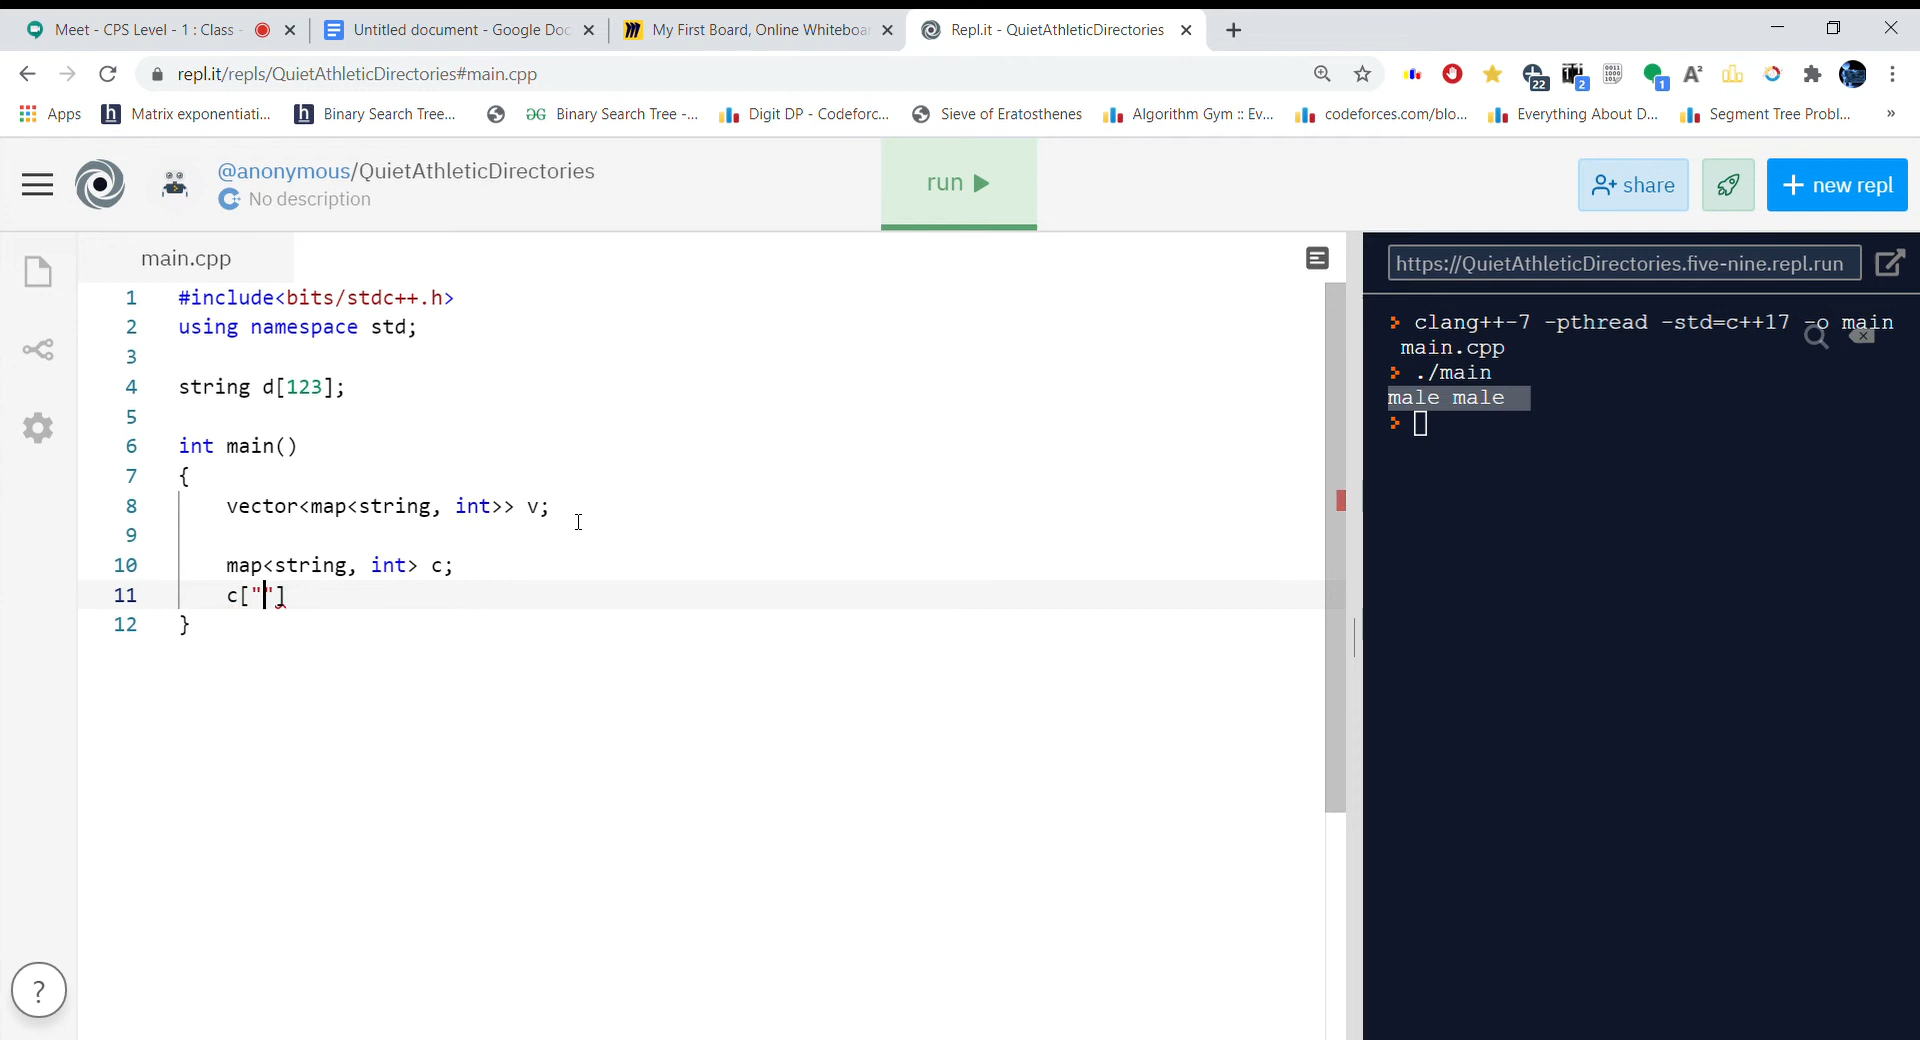 Meet - CPS Level - 1 : Class -
Untitled document - Google Doc
My First Board, Online Whiteboar
Repl.it - QuietAthleticDirectories
repl.it/repls/QuietAthleticDirectories#main.cpp
22
2
1
Apps
Matrix exponentiati...
Binary Search Tree...
Binary Search Tree -...
Digit DP - Codeforc...
Sieve of Eratosthenes
Algorithm Gym :: Ev...
codeforces.com/blo...
Everything About D...
Segment Tree Probl...
»
@anonymous/QuietAthleticDirectories
No description
run
share
+ new repl
main.cpp
https://QuietAthleticDirectories.five-nine.repl.run
1 #include<bits/stdc++.h>
2 using namespace std;
3
4 string d[123];
5
6 int main()
7 {
8 vector<map<string, int>> v;
9
10 map<string, int> c;
11 c[""]
12 }
> clang++-7 -pthread -std=c++17 -o main
main.cpp
> ./main
male male
>
?